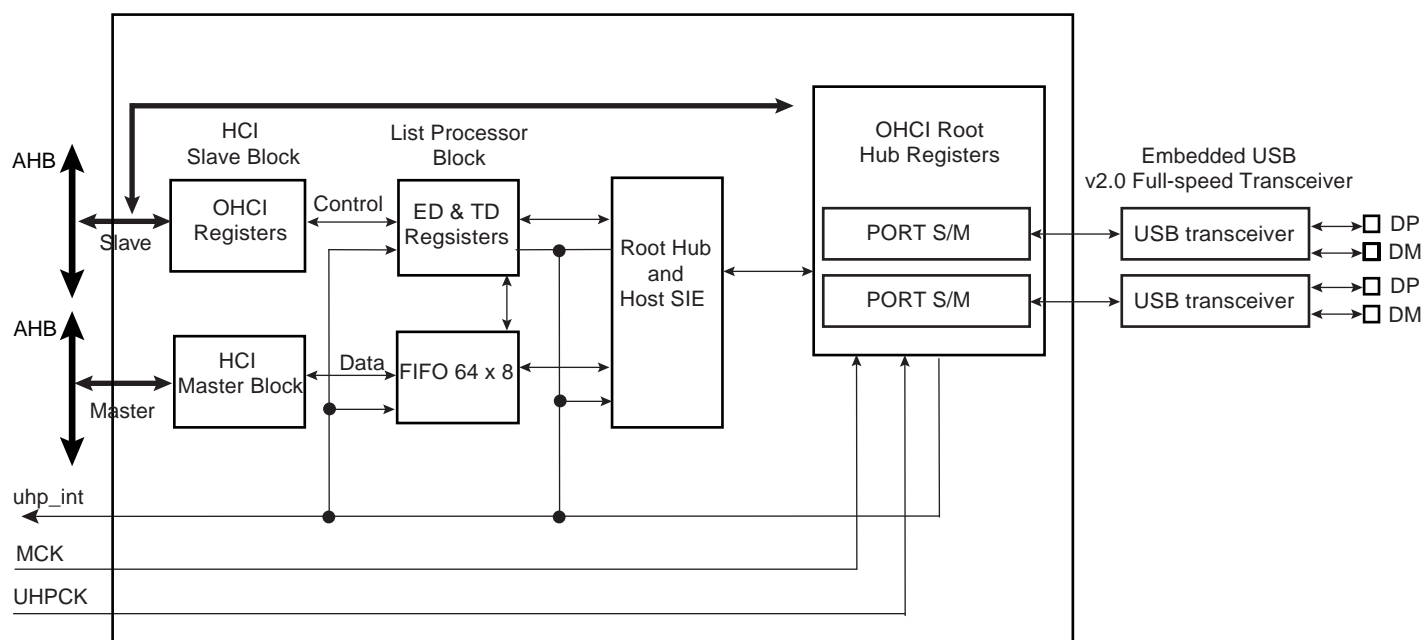 HCI
Slave Block
List Processor
Block
OHCI Root
Hub Registers
Embedded USB
v2.0 Full-speed Transceiver
AHB
Slave
OHCI
Registers
Control
ED & TD
Regsisters
Root Hub
and
Host SIE
PORT S/M
PORT S/M
USB transceiver
USB transceiver
DP
DM
DP
DM
AHB
Master
HCI
Master Block
Data
FIFO 64 x 8
uhp_int
MCK
UHPCK